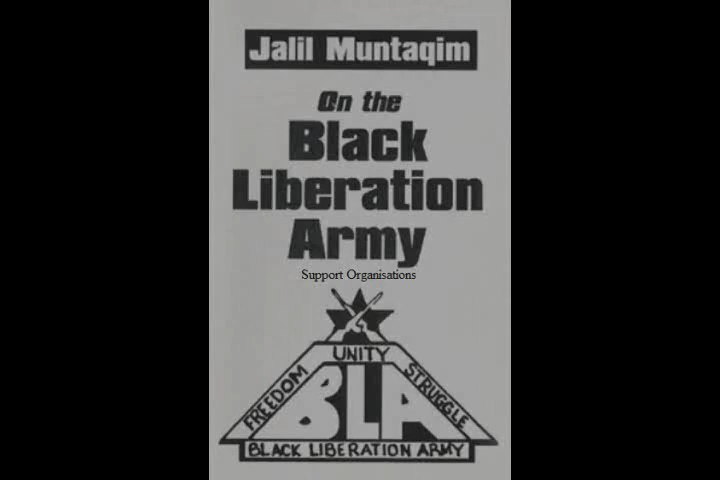 Jalil Muntaqim
On the
Black
Liberation
Army
Support Organisations
UNITY
FREEDOM
STRUGGLE
BLA
BLACK LIBERATION ARMY